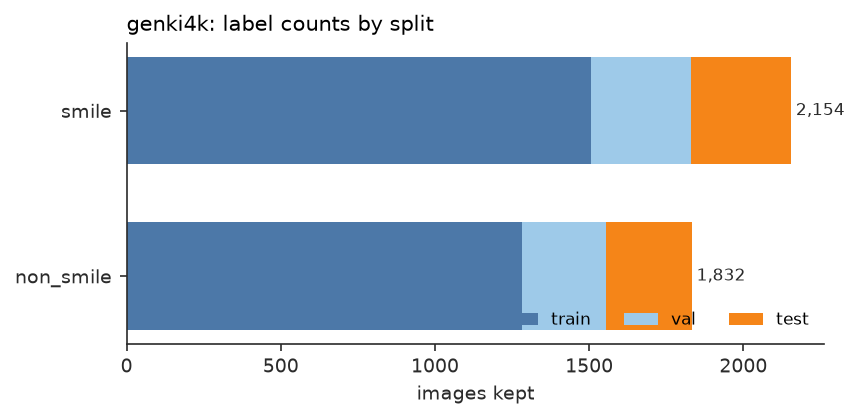 genki4k: label counts by split
smile
2,154
non_smile
1,832
train val test
0 500 1000 1500 2000
images kept